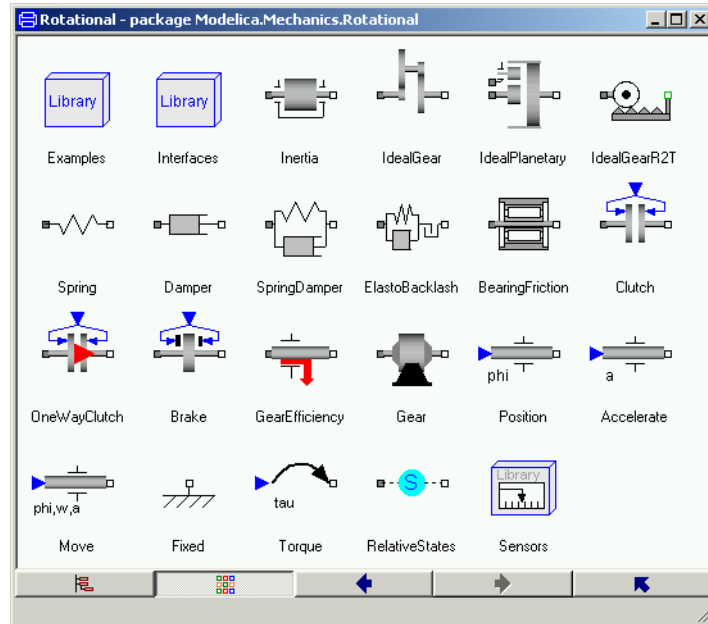 Rotational - package Modelica.Mechanics.Rotational
Library
Library
Examples
Interfaces
Inertia
IdealGear
IdealPlanetary
IdealGearR2T
Spring
Damper
SpringDamper
ElastoBacklash
BearingFriction
Clutch
phi
a
OneWayClutch
Brake
GearEfficiency
Gear
Position
Accelerate
Library
S
phi,w,a
tau
Move
Fixed
Torque
RelativeStates
Sensors